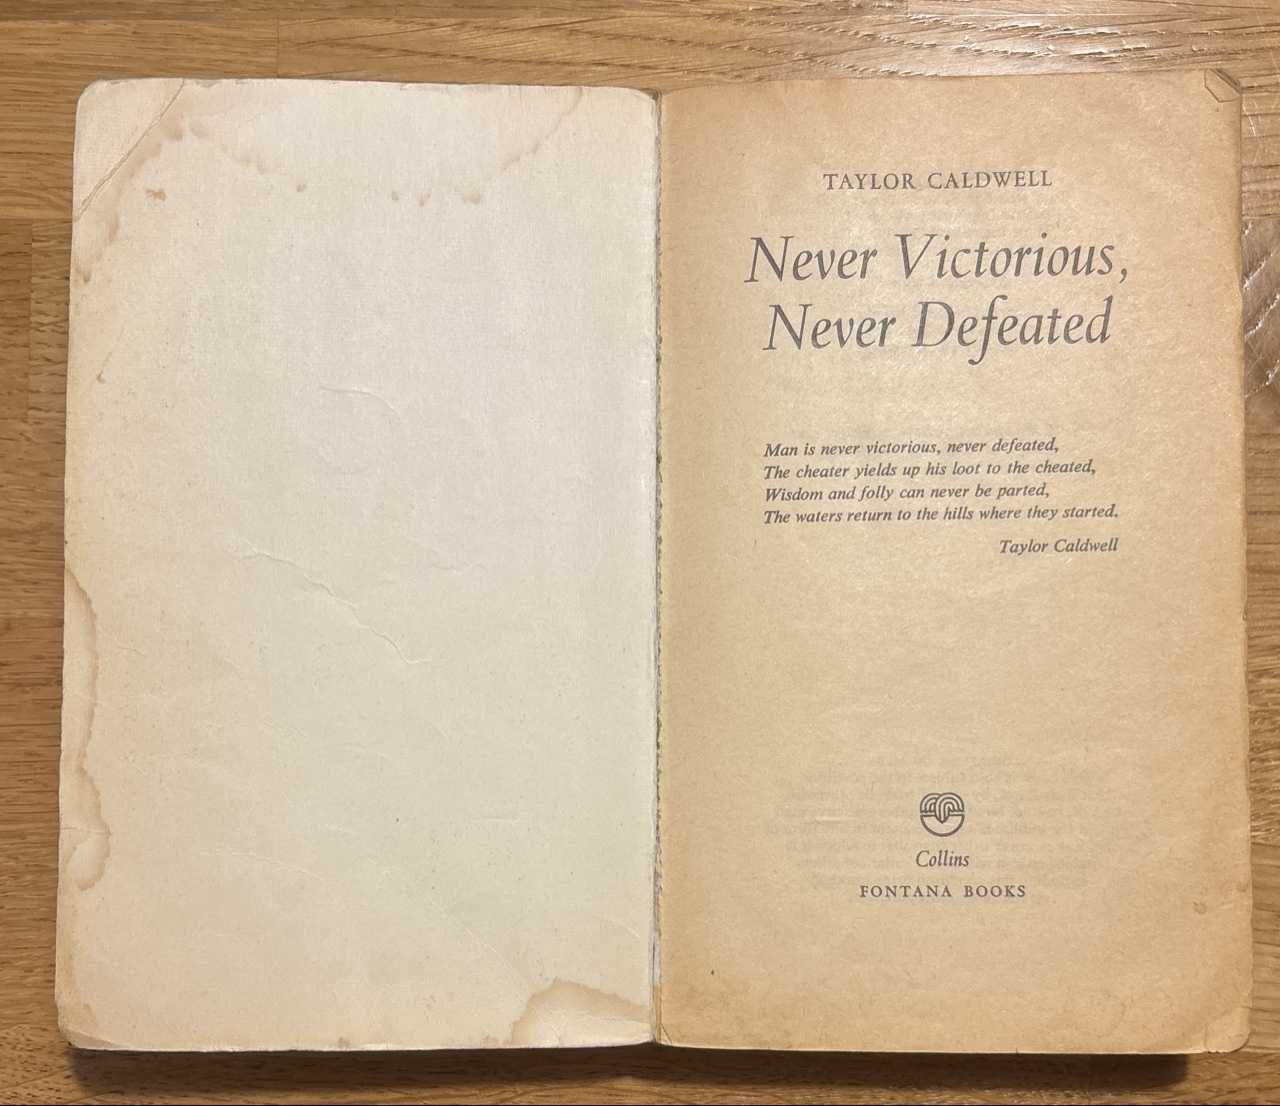 TAYLOR CALDWELL
Never Victorious,
Never Defeated
Man is never victorious, never defeated,
The cheater yields up his loot to the cheated,
Wisdom and folly can never be parted,
The waters return to the hills where they started.
Taylor Caldwell
Collins
FONTANA BOOKS